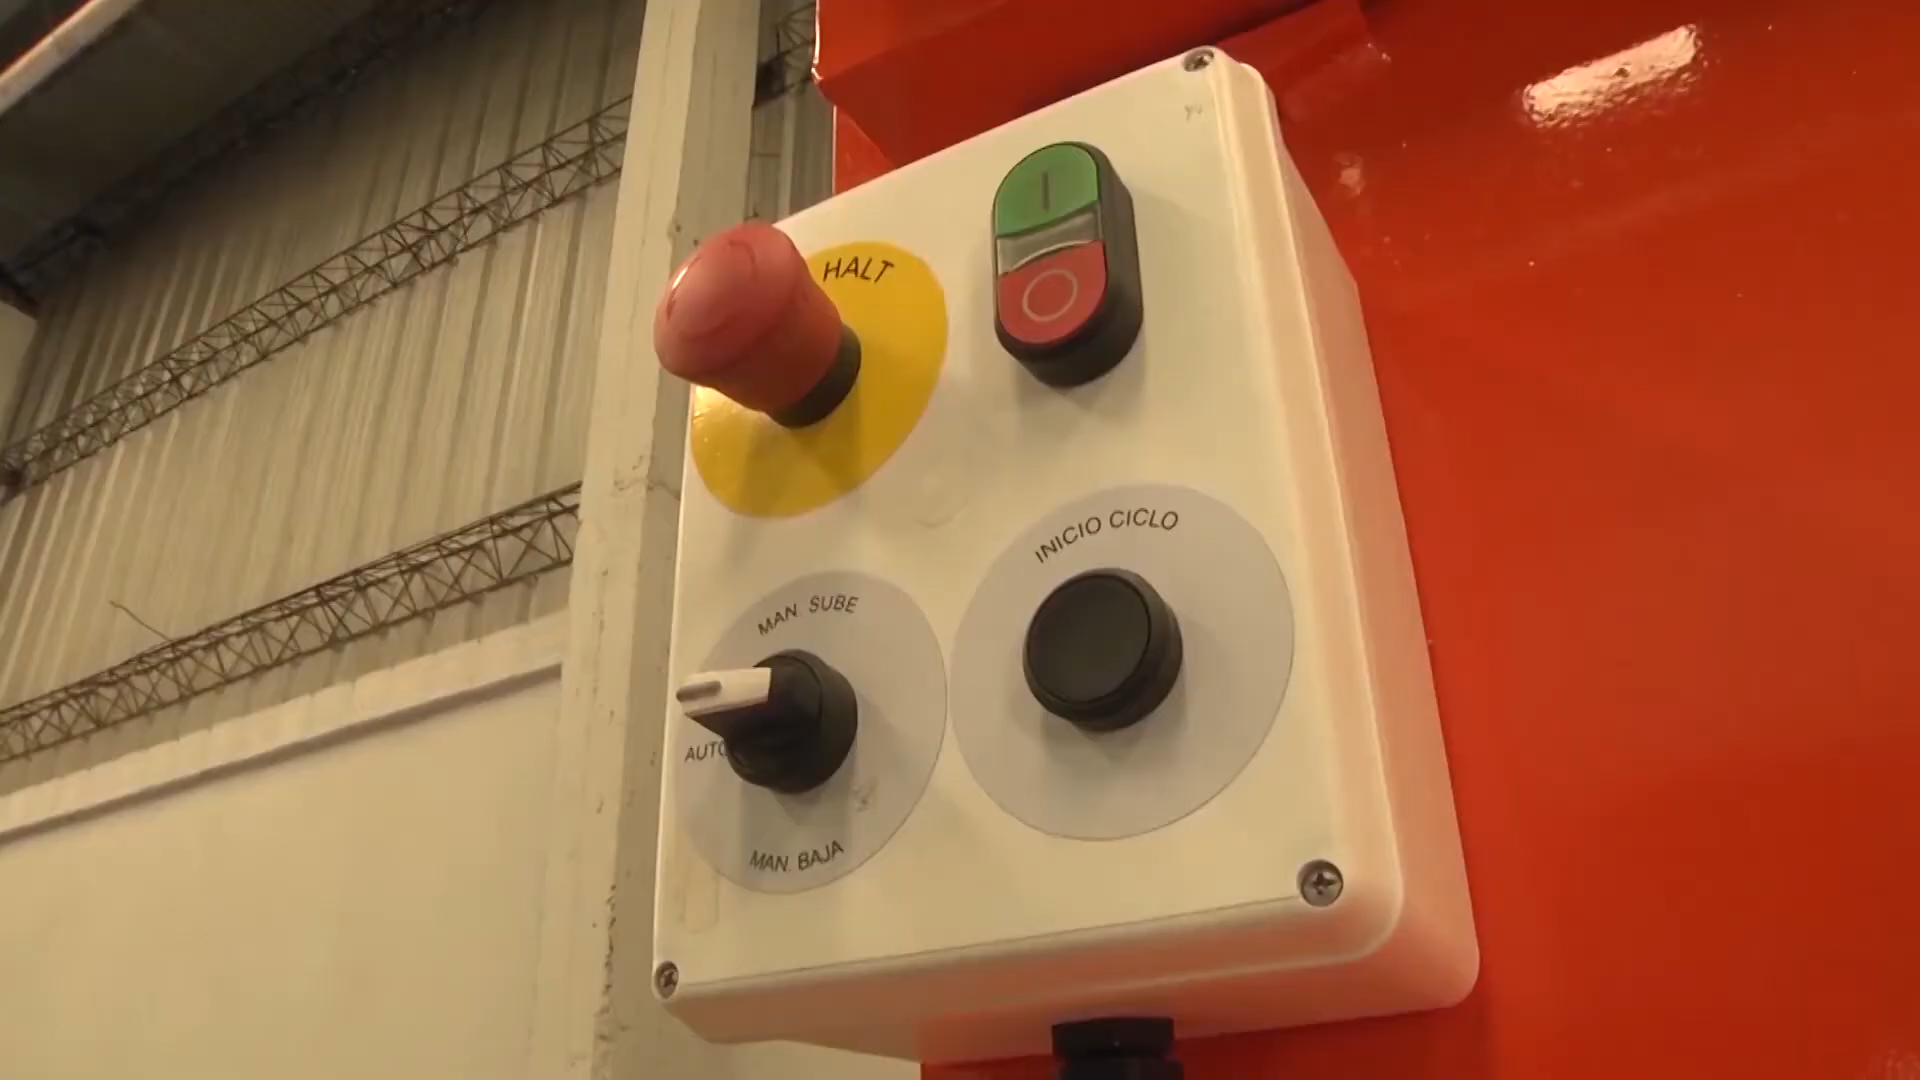 HALT
I
O
INICIO CICLO
MAN. SUBE
AUTO
MAN. BAJA